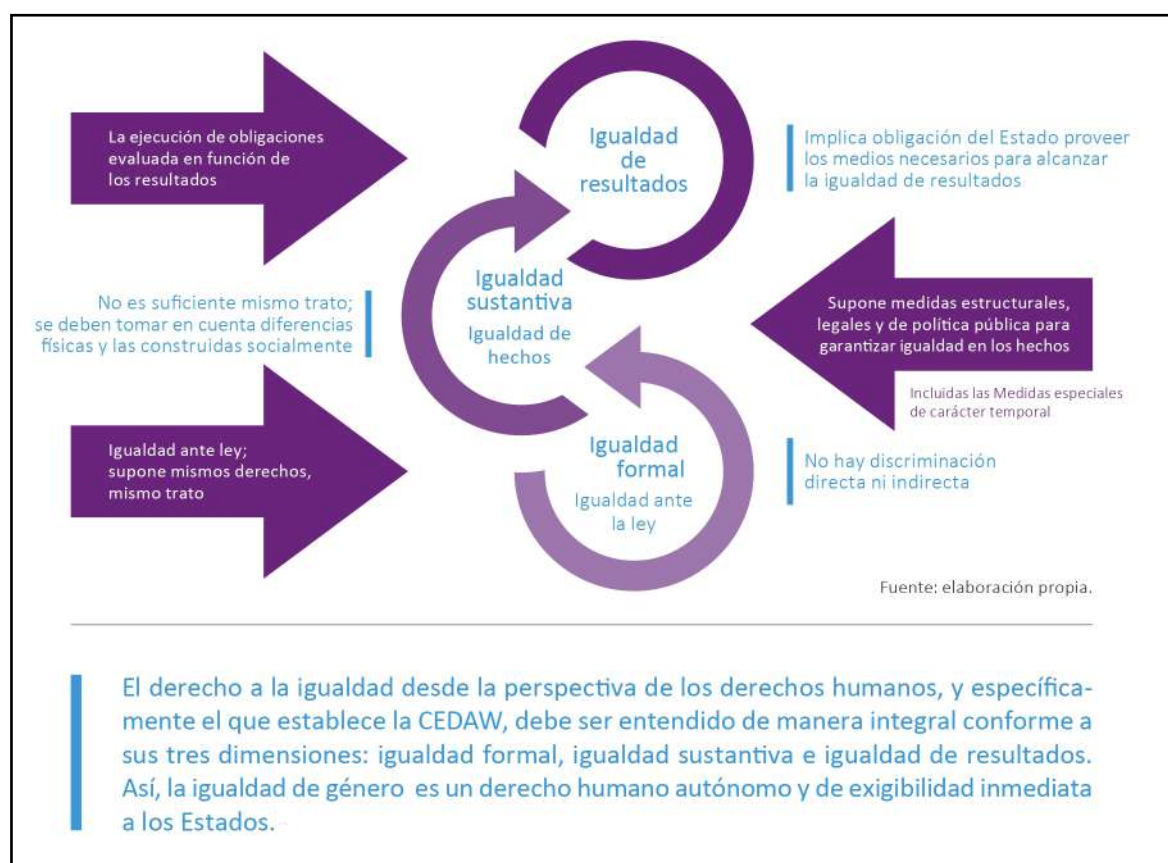 La ejecución de obligaciones
evaluada en función de
los resultados
Igualdad
de
resultados
Implica obligación del Estado proveer
los medios necesarios para alcanzar
la igualdad de resultados
No es suficiente mismo trato;
se deben tomar en cuenta diferencias
físicas y las construidas socialmente
Igualdad
sustantiva
Igualdad de
hechos
Supone medidas estructurales,
legales y de política pública para
garantizar igualdad en los hechos
Incluidas las Medidas especiales
de carácter temporal
Igualdad ante ley;
supone mismos derechos,
mismo trato
Igualdad
formal
Igualdad ante
la ley
No hay discriminación
directa ni indirecta
Fuente: elaboración propia.
El derecho a la igualdad desde la perspectiva de los derechos humanos, y específica-
mente el que establece la CEDAW, debe ser entendido de manera integral conforme a
sus tres dimensiones: igualdad formal, igualdad sustantiva e igualdad de resultados.
Así, la igualdad de género es un derecho humano autónomo y de exigibilidad inmediata
a los Estados.